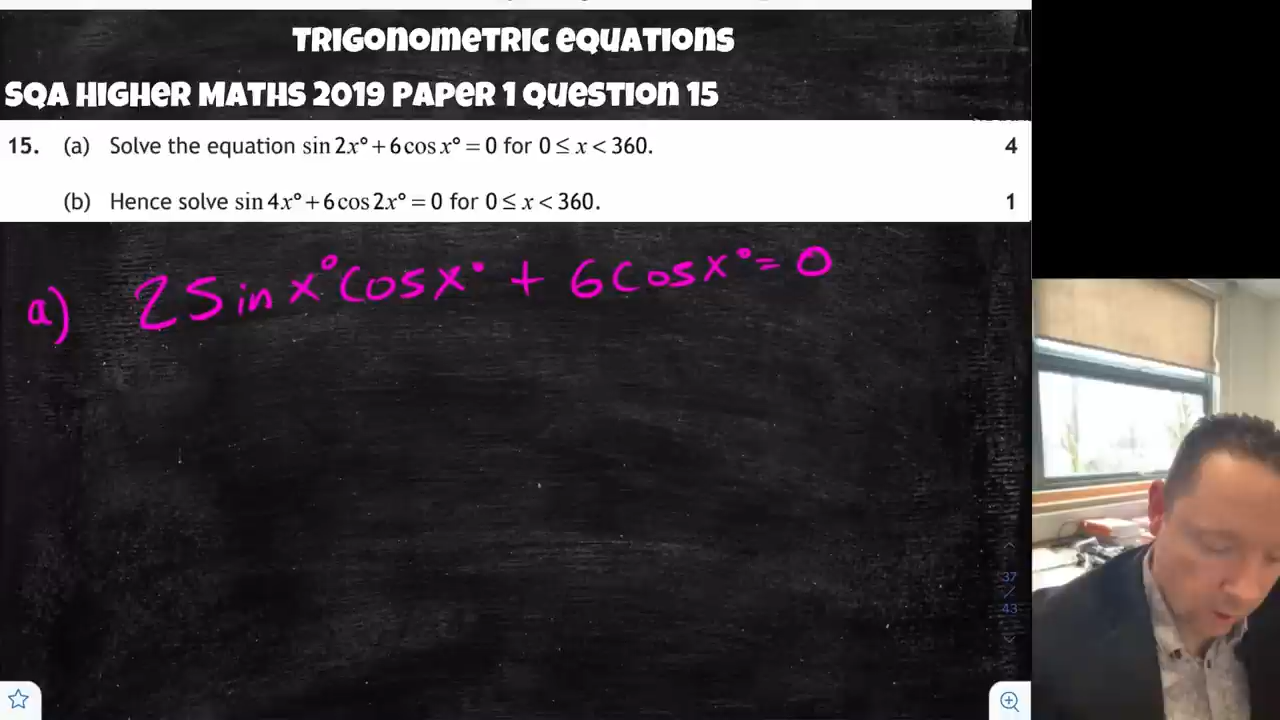 TRIGONOMETRIC EQUATIONS
SQA HIGHER MATHS 2019 PAPER 1 QUESTION 15
15. (a) Solve the equation sin 2x° + 6 cos x° = 0 for 0 ≤ x < 360. 4
(b) Hence solve sin 4x° + 6 cos 2x° = 0 for 0 ≤ x < 360. 1
a) 2 Sin x° Cos x° + 6 Cos x° = 0
37
/
43